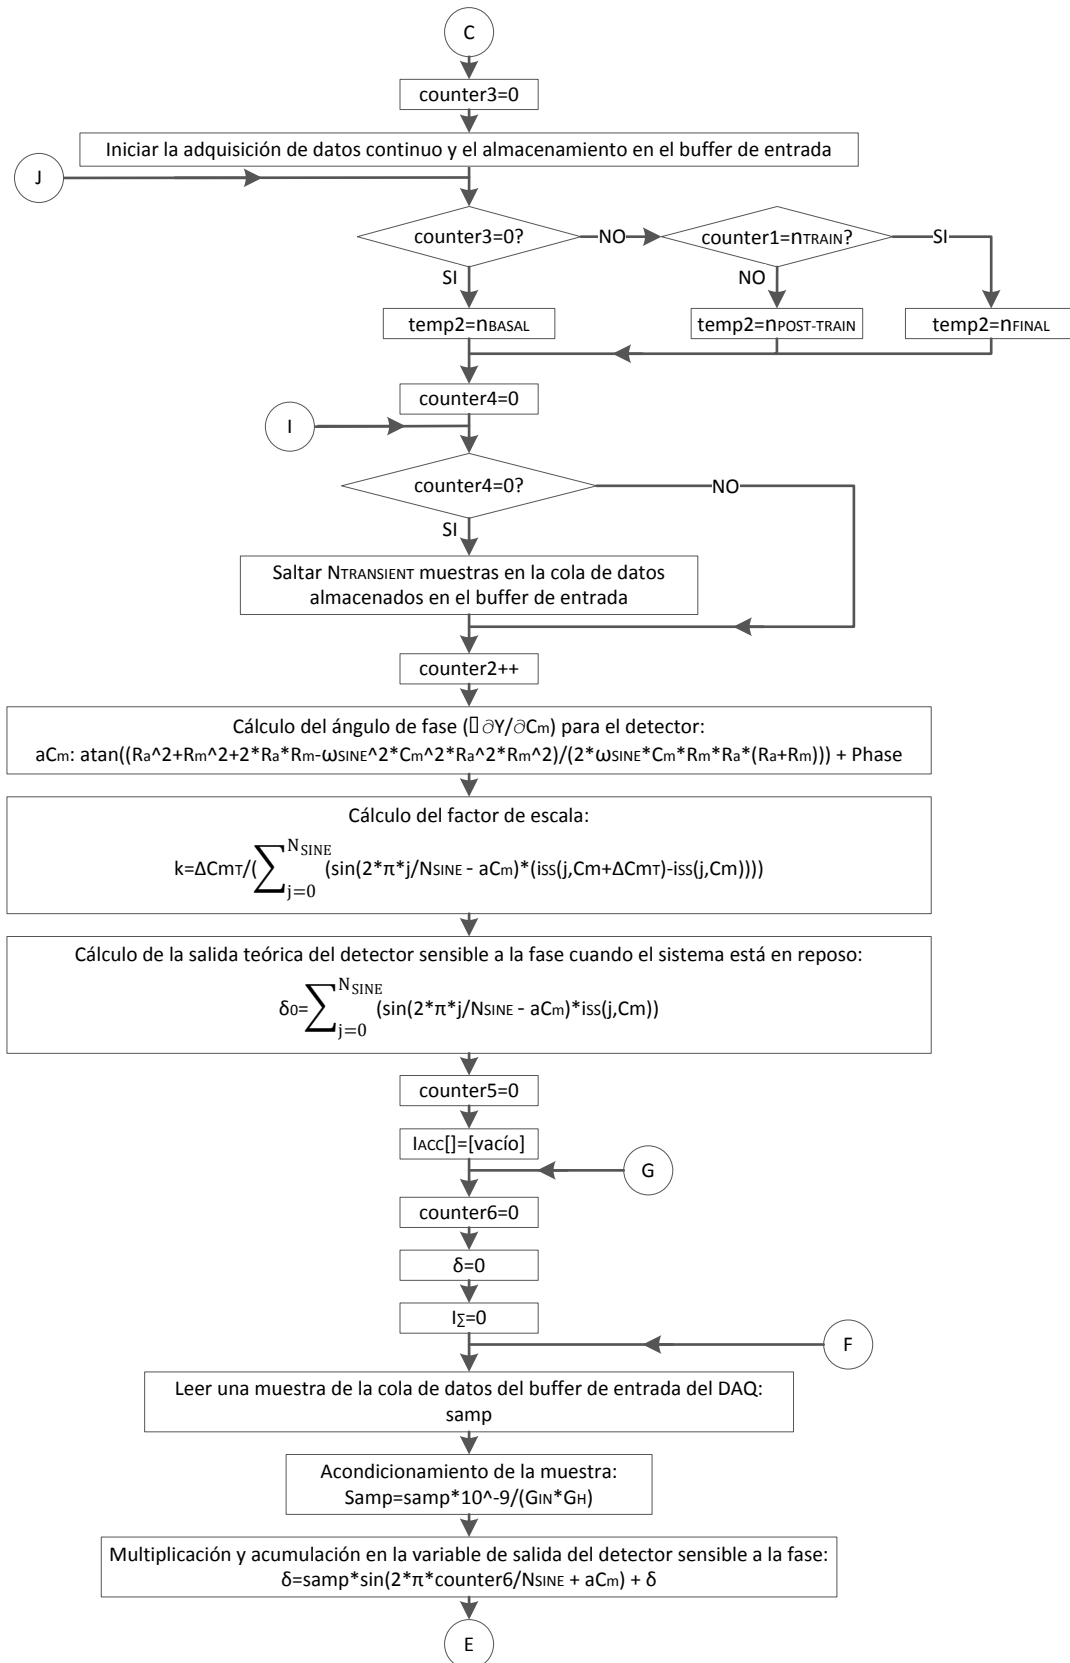 C
counter3=0
Iniciar la adquisición de datos continuo y el almacenamiento en el buffer de entrada
J
counter3=0?
NO
counter1=nTRAIN?
SI
SI
NO
temp2=nBASAL
temp2=nPOST-TRAIN
temp2=nFINAL
counter4=0
I
counter4=0?
NO
SI
Saltar NTRANSIENT muestras en la cola de datos
almacenados en el buffer de entrada
counter2++
Cálculo del ángulo de fase (▯ ∂Y/∂Cm) para el detector:
aCm: atan((Ra^2+Rm^2+2*Ra*Rm-ωSINE^2*Cm^2*Ra^2*Rm^2)/(2*ωSINE*Cm*Rm*Ra*(Ra+Rm))) + Phase
Cálculo del factor de escala:
k=ΔCmT/(∑_{j=0}^{NSINE} (sin(2*π*j/NSINE - aCm)*(iss(j,Cm+ΔCmT)-iss(j,Cm))))
Cálculo de la salida teórica del detector sensible a la fase cuando el sistema está en reposo:
δ0=∑_{j=0}^{NSINE} (sin(2*π*j/NSINE - aCm)*iss(j,Cm))
counter5=0
IACC[]=[vacío]
G
counter6=0
δ=0
I∑=0
F
Leer una muestra de la cola de datos del buffer de entrada del DAQ:
samp
Acondicionamiento de la muestra:
Samp=samp*10^-9/(GIN*GH)
Multiplicación y acumulación en la variable de salida del detector sensible a la fase:
δ=samp*sin(2*π*counter6/NSINE + aCm) + δ
E